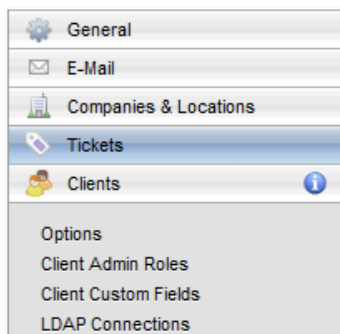 General
E-Mail
Companies & Locations
Tickets
Clients
Options
Client Admin Roles
Client Custom Fields
LDAP Connections